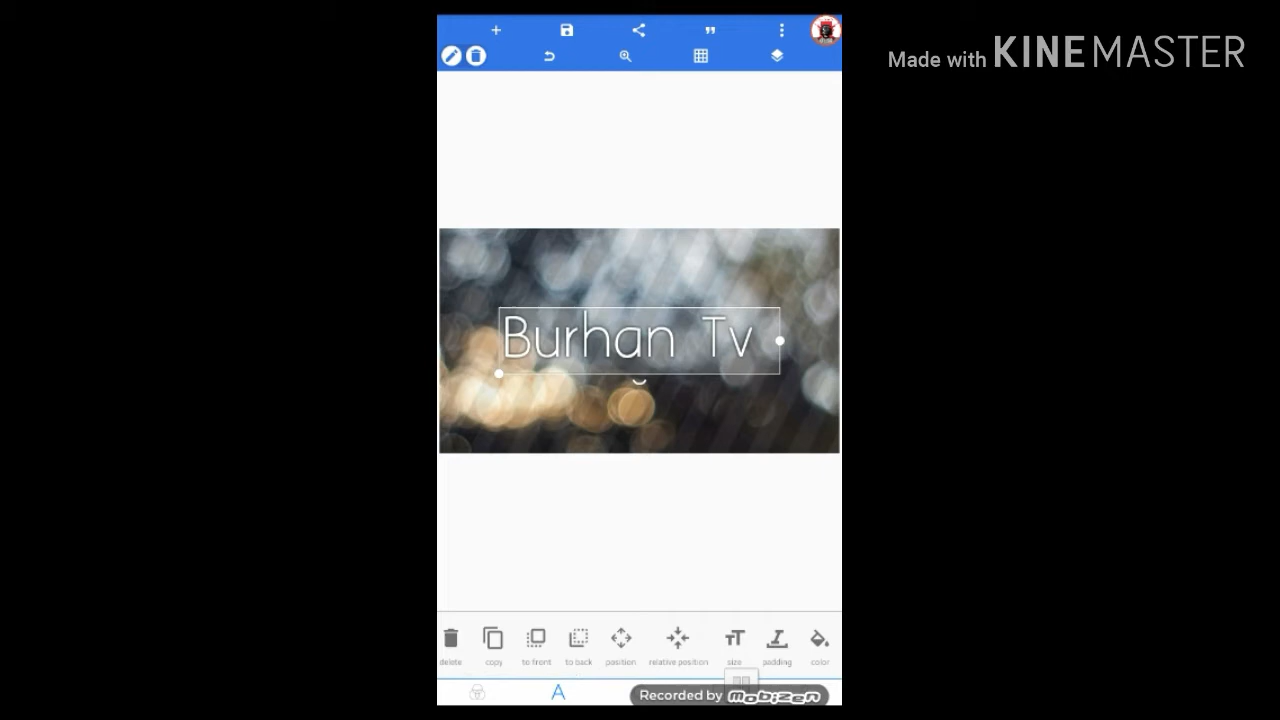 Made with KINEMASTER
Burhan Tv
delete copy to front to back position relative position size padding color
A
Recorded by mobizen